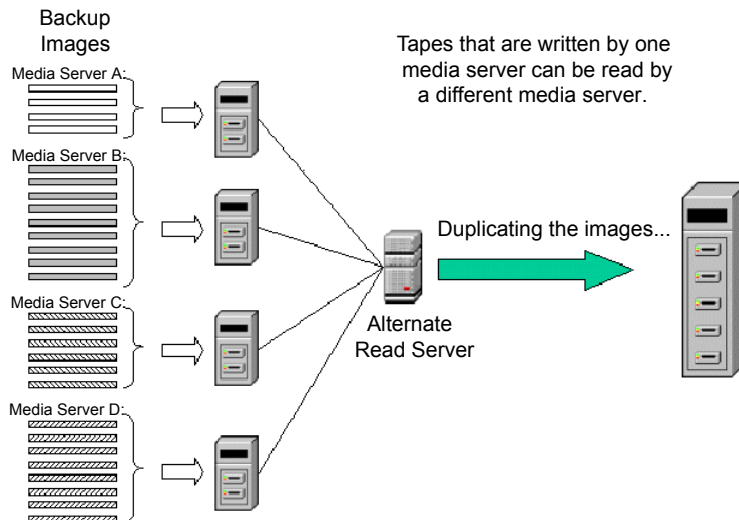 Backup
Images
Media Server A:
Media Server B:
Media Server C:
Media Server D:
Tapes that are written by one
media server can be read by
a different media server.
Duplicating the images...
Alternate
Read Server